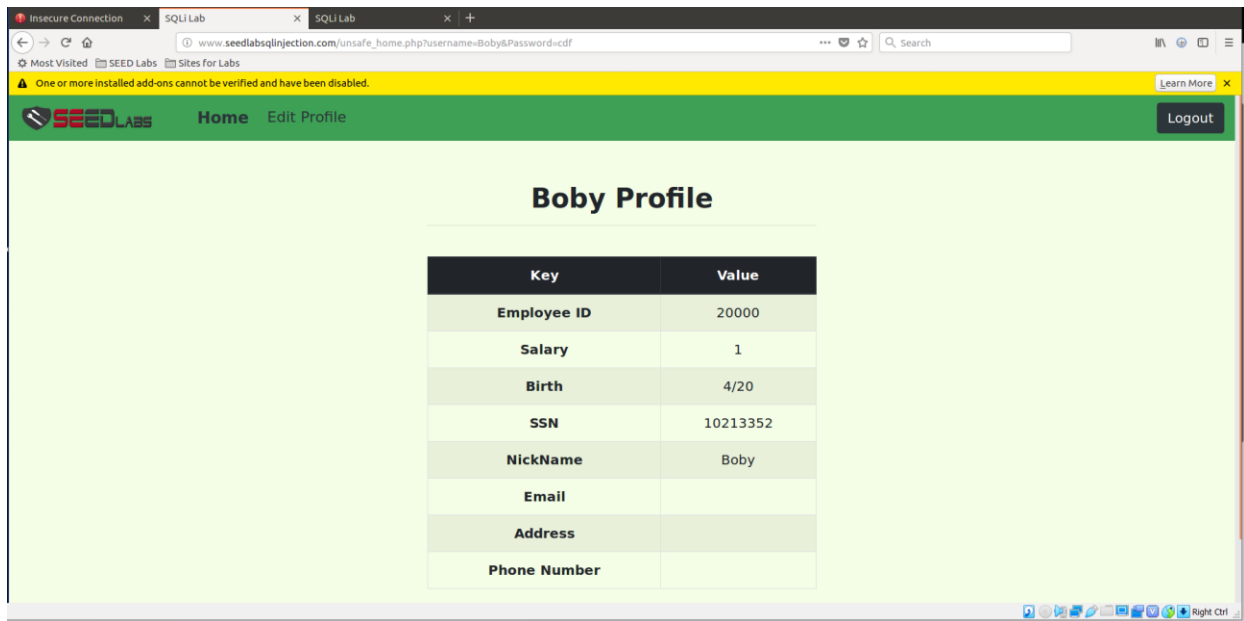 Insecure Connection × SQLi Lab × SQLi Lab × +
www.seedlabsqlinjection.com/unsafe_home.php?username=Boby&Password=cdf ... Search
Most Visited SEED Labs Sites for Labs
One or more installed add-ons cannot be verified and have been disabled. Learn More ×
SEEDLABS Home Edit Profile Logout
Boby Profile
Key Value
Employee ID 20000
Salary 1
Birth 4/20
SSN 10213352
NickName Boby
Email
Address
Phone Number
Right Ctrl